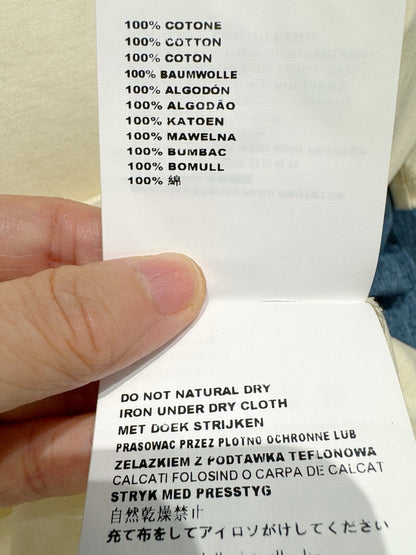 100% COTONE
100% COTTON
100% COTON
100% BAUMWOLLE
100% ALGODÓN
100% ALGODÃO
100% KATOEN
100% MAWELNA
100% BUMBAC
100% BOMULL
100% 綿
DO NOT NATURAL DRY
IRON UNDER DRY CLOTH
MET DOEK STRIJKEN
PRASOWAC PRZEZ PLOTNO OCHRONNE LUB
ZELAZKIEM Z PODTAWKA TEFLONOWA
CALCATI FOLOSIND O CARPA DE CALCAT
STRYK MED PRESSTYG
自然乾燥禁止
充て布をしてアイロンがけしてください